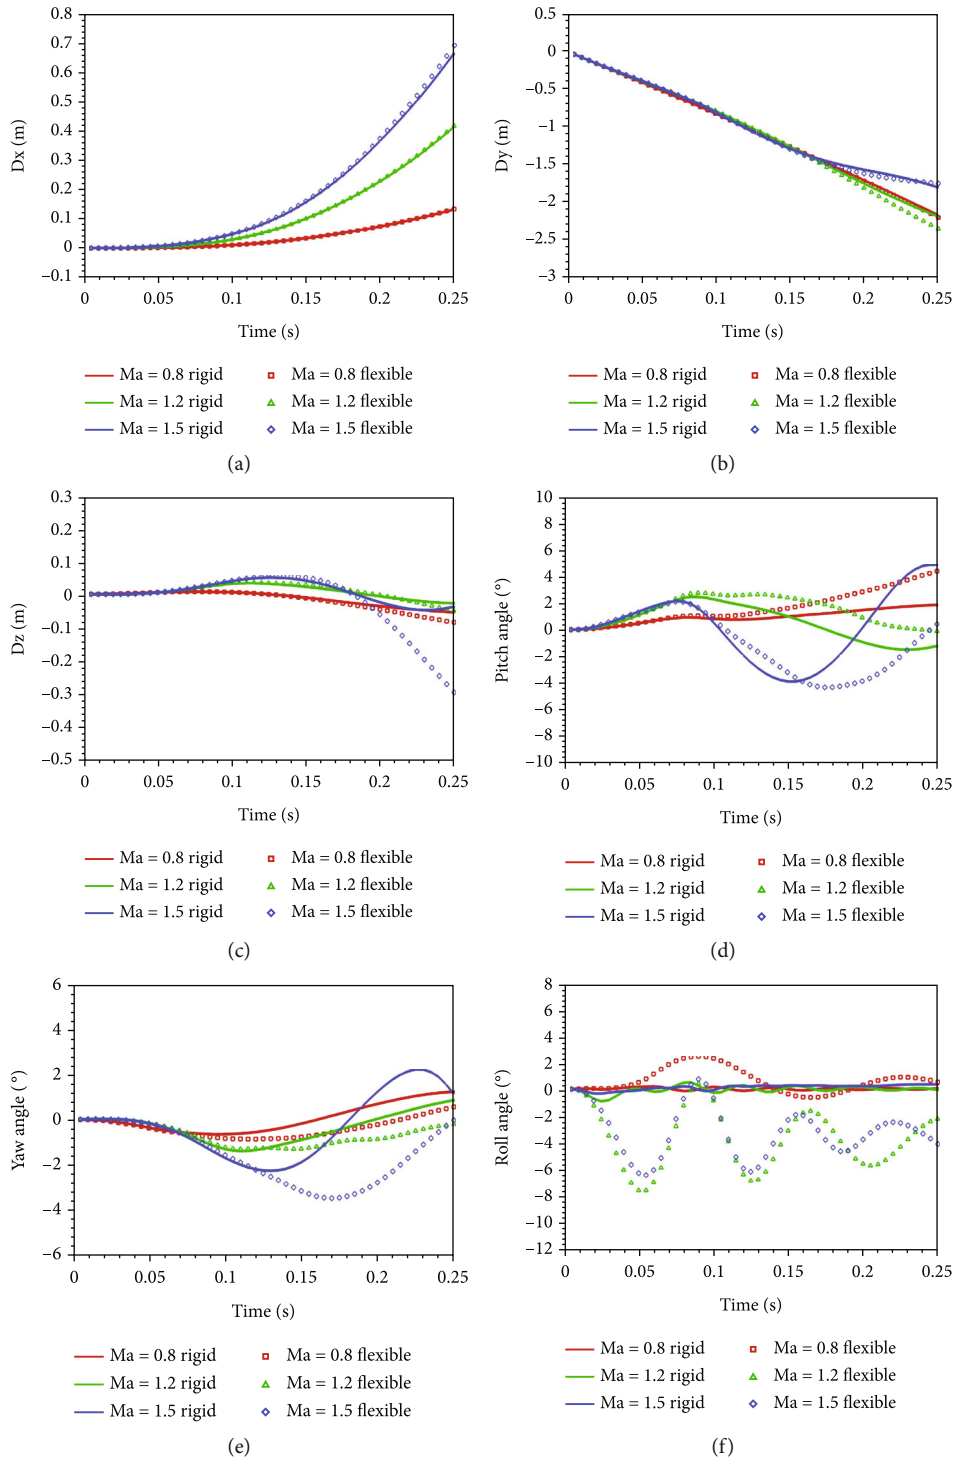 0.8
0.7
0.6
0.5
0.4
0.3
0.2
0.1
0
−0.1
Dx (m)
0
0.05
0.1
0.15
0.2
0.25
Time (s)
Ma = 0.8 rigid
Ma = 1.2 rigid
Ma = 1.5 rigid
Ma = 0.8 flexible
Ma = 1.2 flexible
Ma = 1.5 flexible
(a)
0.5
0
−0.5
−1
−1.5
−2
−2.5
−3
Dy (m)
0
0.05
0.1
0.15
0.2
0.25
Time (s)
Ma = 0.8 rigid
Ma = 1.2 rigid
Ma = 1.5 rigid
Ma = 0.8 flexible
Ma = 1.2 flexible
Ma = 1.5 flexible
(b)
0.3
0.2
0.1
0
−0.1
−0.2
−0.3
−0.4
−0.5
Dz (m)
0
0.05
0.1
0.15
0.2
0.25
Time (s)
Ma = 0.8 rigid
Ma = 1.2 rigid
Ma = 1.5 rigid
Ma = 0.8 flexible
Ma = 1.2 flexible
Ma = 1.5 flexible
(c)
10
8
6
4
2
0
−2
−4
−6
−8
−10
Pitch angle (°)
0
0.05
0.1
0.15
0.2
0.25
Time (s)
Ma = 0.8 rigid
Ma = 1.2 rigid
Ma = 1.5 rigid
Ma = 0.8 flexible
Ma = 1.2 flexible
Ma = 1.5 flexible
(d)
6
4
2
0
−2
−4
−6
Yaw angle (°)
0
0.05
0.1
0.15
0.2
0.25
Time (s)
Ma = 0.8 rigid
Ma = 1.2 rigid
Ma = 1.5 rigid
Ma = 0.8 flexible
Ma = 1.2 flexible
Ma = 1.5 flexible
(e)
8
6
4
2
0
−2
−4
−6
−8
−10
−12
Roll angle (°)
0
0.05
0.1
0.15
0.2
0.25
Time (s)
Ma = 0.8 rigid
Ma = 1.2 rigid
Ma = 1.5 rigid
Ma = 0.8 flexible
Ma = 1.2 flexible
Ma = 1.5 flexible
(f)